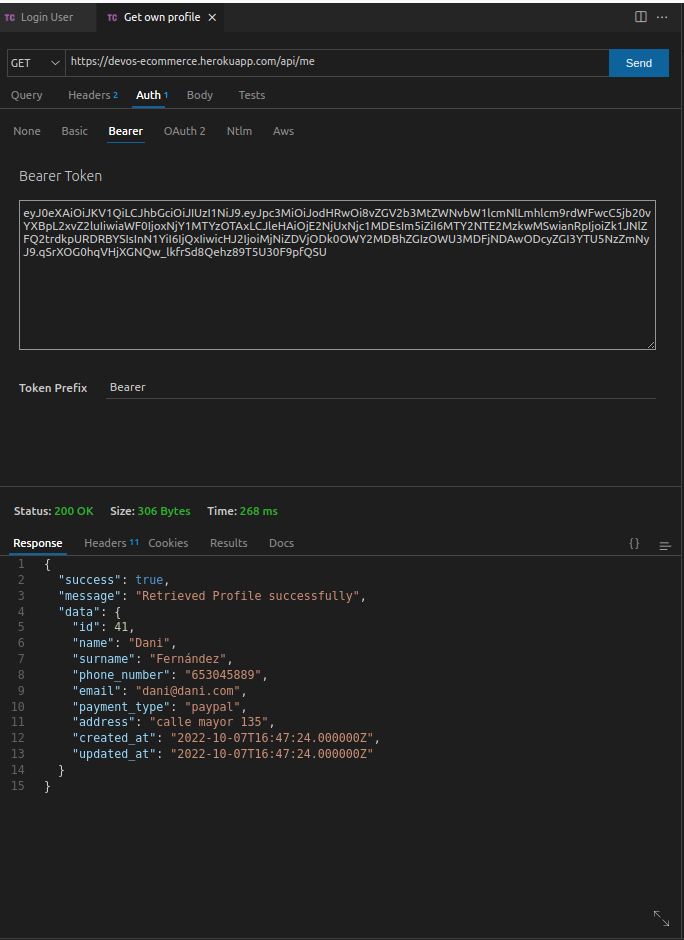 TC Login User TC Get own profile ×
GET https://devos-ecommerce.herokuapp.com/api/me Send
Query Headers 2 Auth 1 Body Tests
None Basic Bearer OAuth 2 Ntlm Aws
Bearer Token
eyJ0eXAiOiJKV1QiLCJhbGciOiJIUzI1NiJ9.eyJpc3MiOiJodHRwOi8vZGV2b3MtZWNvbW1lcmNlLmhlcm9rdWFwcC5jb20v
YXBpL2xvZ2luIiwiaWF0IjoxNjY1MTYzOTAxLCJleHAiOjE2NjUxNjc1MDEsIm5iZiI6MTY2NTE2MzkwMSwianRpIjoiZk1JNlZ
FQ2trdkpURDRBYSIsInN1YiI6IjQxIiwicHJ2IjoiMjNiZDVjODk0OWY2MDBhZGIzOWU3MDFjNDAwODcyZGI3YTU5NzZmNy
J9.qSrXOG0hqVHjXGNQw_lkfrSd8Qehz89T5U30F9pfQSU
Token Prefix Bearer
Status: 200 OK Size: 306 Bytes Time: 268 ms
Response Headers 11 Cookies Results Docs {}
1 {
2 "success": true,
3 "message": "Retrieved Profile successfully",
4 "data": {
5 "id": 41,
6 "name": "Dani",
7 "surname": "Fernández",
8 "phone_number": "653045889",
9 "email": "dani@dani.com",
10 "payment_type": "paypal",
11 "address": "calle mayor 135",
12 "created_at": "2022-10-07T16:47:24.000000Z",
13 "updated_at": "2022-10-07T16:47:24.000000Z"
14 }
15 }